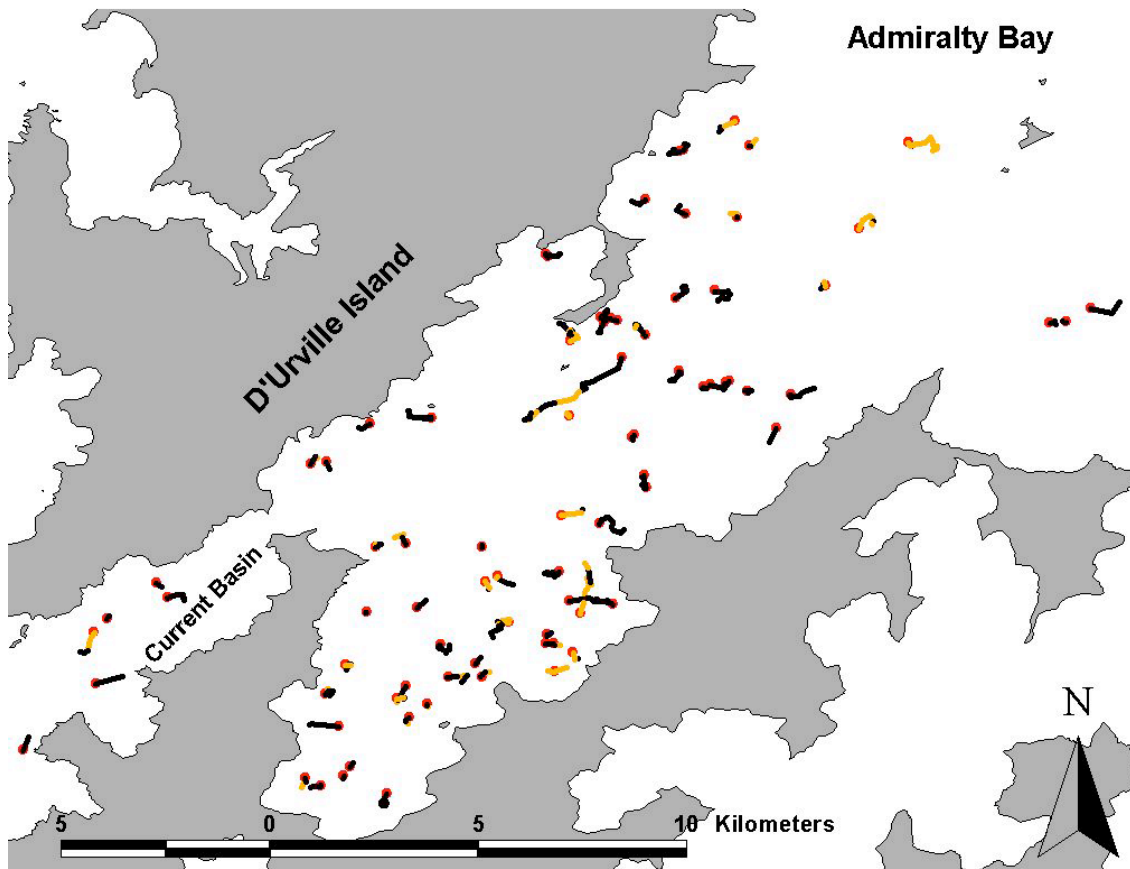 Admiralty Bay
D'Urville Island
Current Basin
N
5 0 5 10 Kilometers